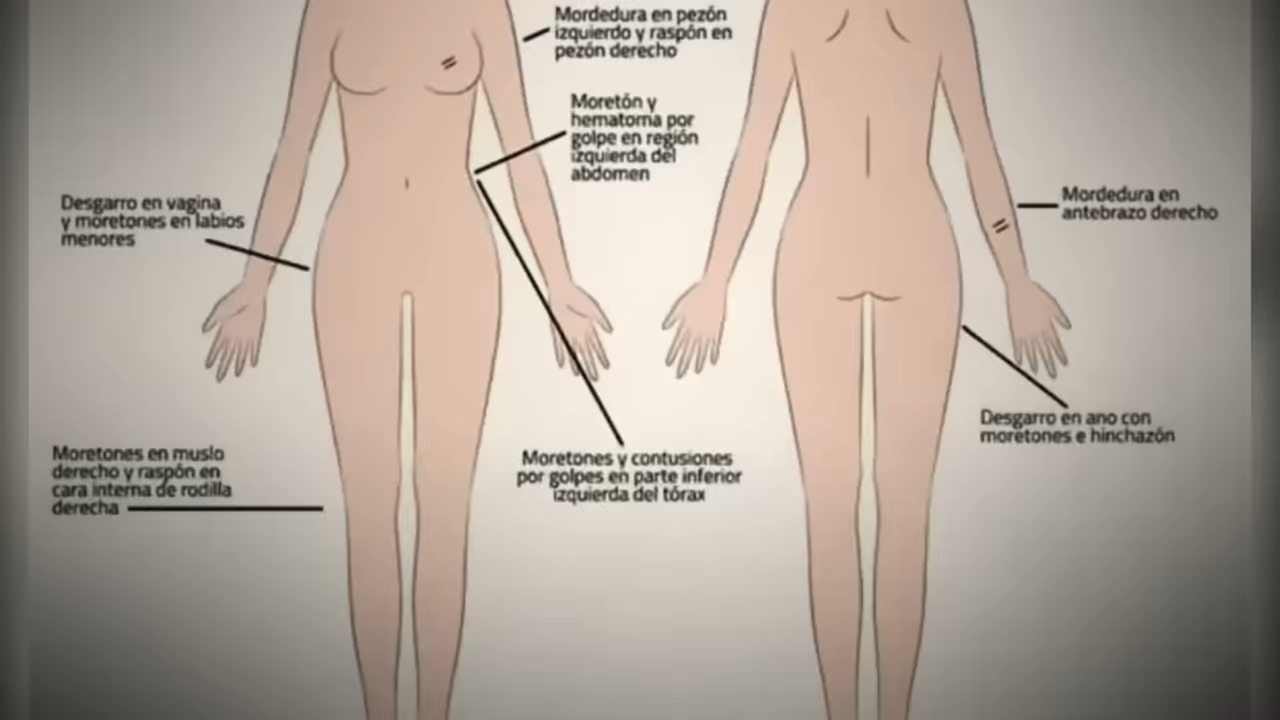 Mordedura en pezón
izquierdo y raspón en
pezón derecho
Moretón y
hematoma por
golpe en región
izquierda del
abdomen
Desgarro en vagina
y moretones en labios
menores
Mordedura en
antebrazo derecho
Desgarro en ano con
moretones e hinchazón
Moretones en muslo
derecho y raspón en
cara interna de rodilla
derecha
Moretones y contusiones
por golpes en parte inferior
izquierda del tórax